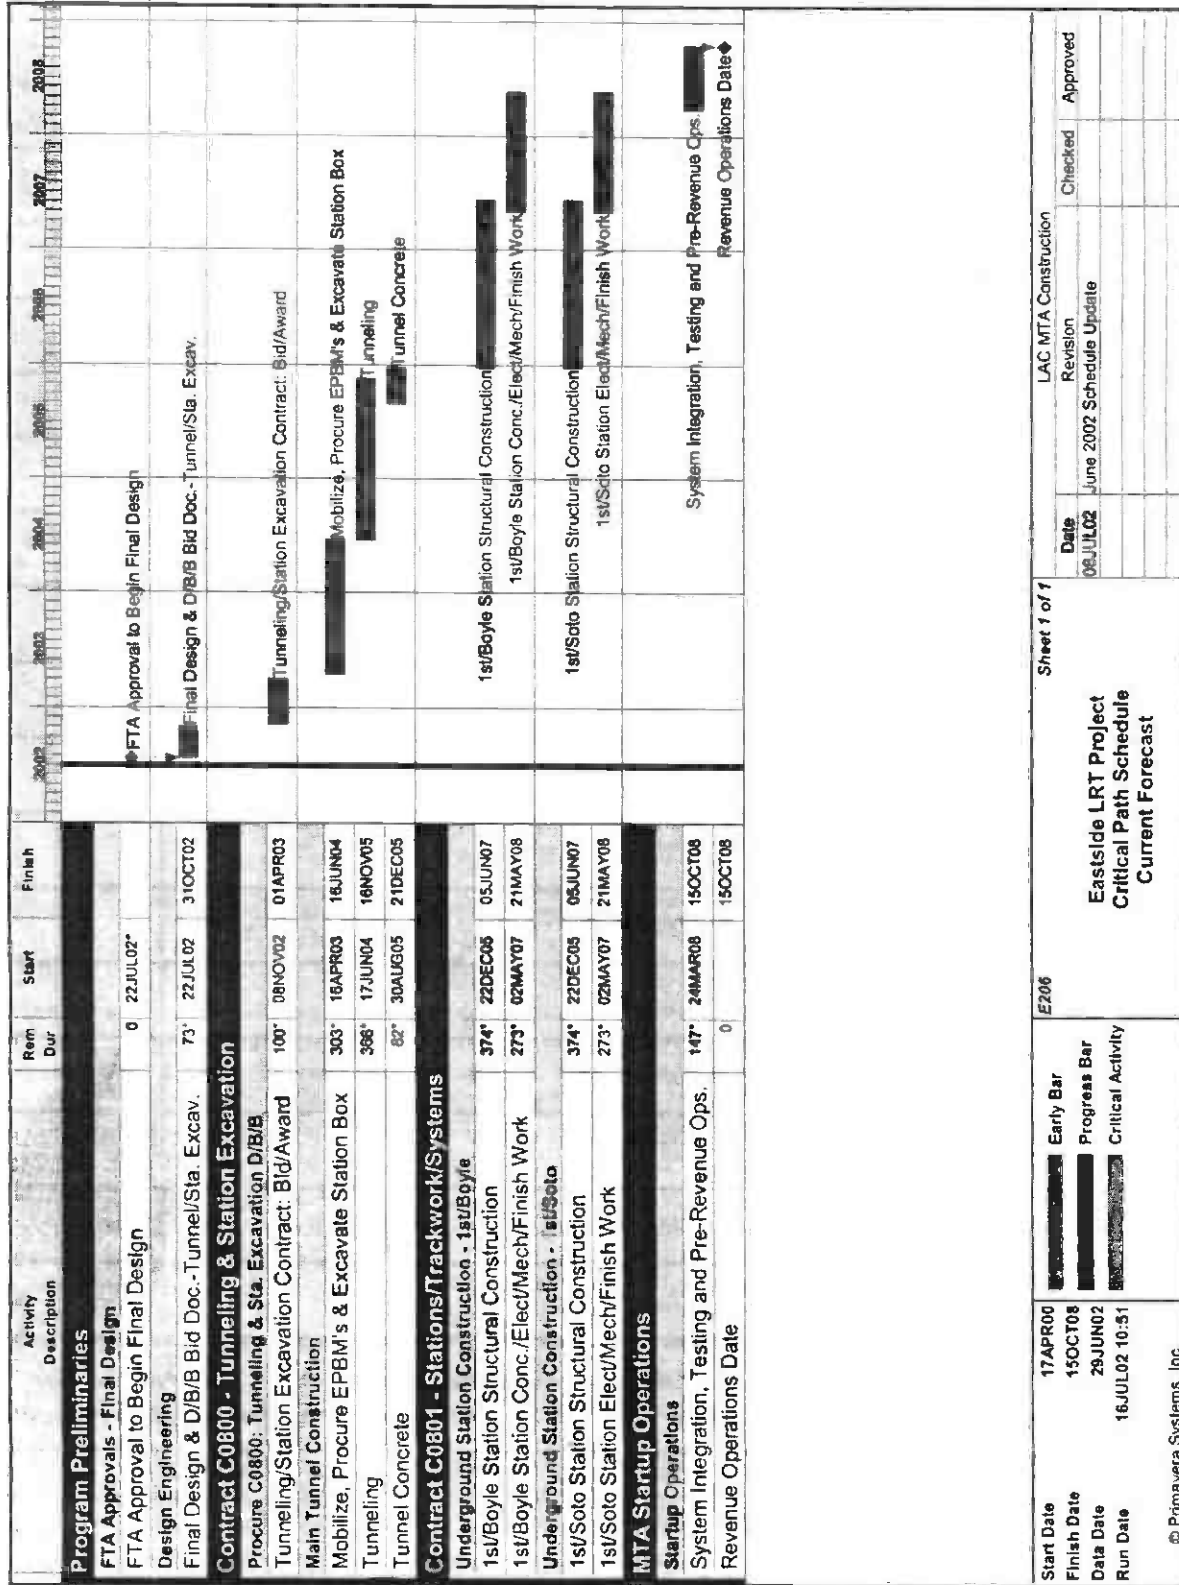 Activity Description Rem Dur Start Finish 2002 2003 2004 2005 2006 2007 2008
Program Preliminaries
FTA Approvals - Final Design
FTA Approval to Begin Final Design 0 22JUL02* FTA Approval to Begin Final Design
Design Engineering
Final Design & D/B/B Bid Doc.-Tunnel/Sta. Excav. 73* 22JUL02 31OCT02 Final Design & D/B/B Bid Doc.-Tunnel/Sta. Excav.
Contract C0800 - Tunneling & Station Excavation
Procure C0800: Tunneling & Sta. Excavation D/B/B
Tunneling/Station Excavation Contract: Bid/Award 100* 08NOV02 01APR03 Tunneling/Station Excavation Contract: Bid/Award
Main Tunnel Construction
Mobilize, Procure EPBM's & Excavate Station Box 303* 16APR03 16JUN04 Mobilize, Procure EPBM's & Excavate Station Box
Tunneling 366* 17JUN04 16NOV05 Tunneling
Tunnel Concrete 82* 30AUG05 21DEC05 Tunnel Concrete
Contract C0801 - Stations/Trackwork/Systems
Underground Station Construction - 1st/Boyle
1st/Boyle Station Structural Construction 374* 22DEC05 05JUN07 1st/Boyle Station Structural Construction
1st/Boyle Station Conc./Elect/Mech/Finish Work 273* 02MAY07 21MAY08 1st/Boyle Station Conc./Elect/Mech/Finish Work
Underground Station Construction - 1st/Soto
1st/Soto Station Structural Construction 374* 22DEC05 05JUN07 1st/Soto Station Structural Construction
1st/Soto Station Elect/Mech/Finish Work 273* 02MAY07 21MAY08 1st/Soto Station Elect/Mech/Finish Work
MTA Startup Operations
Startup Operations
System Integration, Testing and Pre-Revenue Ops. 147* 24MAR08 15OCT08 System Integration, Testing and Pre-Revenue Ops.
Revenue Operations Date 0 15OCT08 Revenue Operations Date
Start Date 17APR00
Finish Date 15OCT08
Data Date 29JUN02
Run Date 16JUL02 10:51
© Primavera Systems, Inc.
Early Bar
Progress Bar
Critical Activity
E206
Sheet 1 of 1
Eastside LRT Project
Critical Path Schedule
Current Forecast
LAC MTA Construction
Date Revision Checked Approved
08JUL02 June 2002 Schedule Update